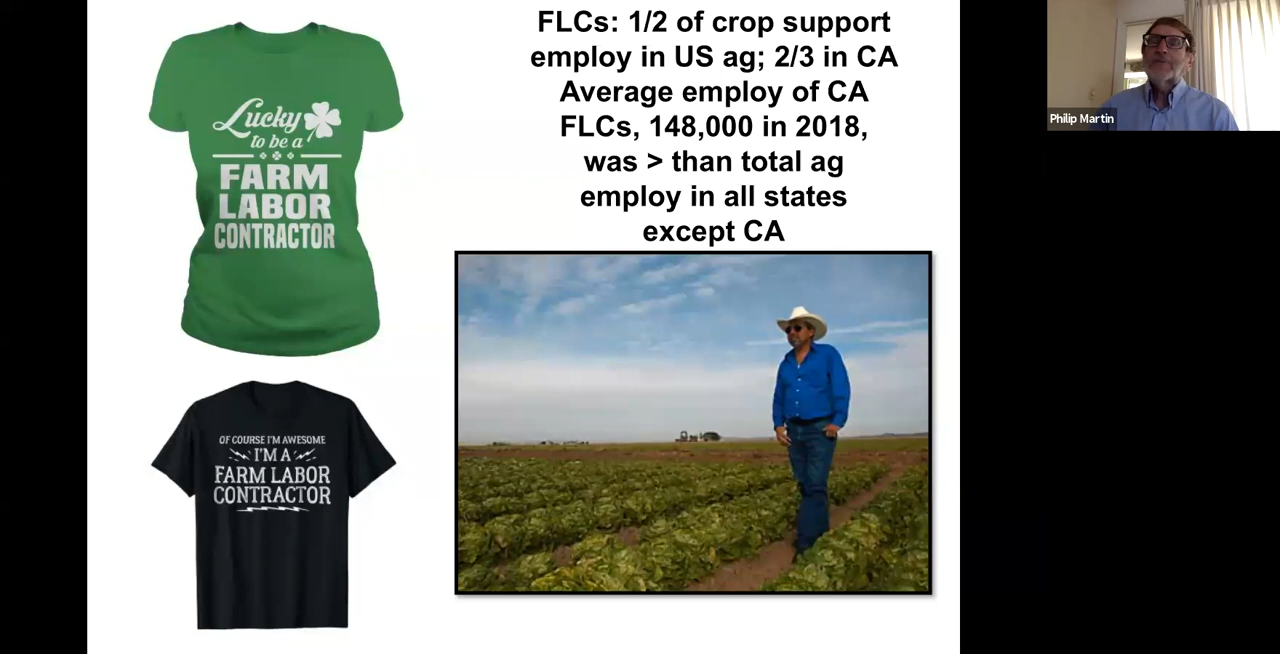 FLCs: 1/2 of crop support
employ in US ag; 2/3 in CA
Average employ of CA
FLCs, 148,000 in 2018,
was > than total ag
employ in all states
except CA
Lucky
to be a
FARM
LABOR
CONTRACTOR
OF COURSE I'M AWESOME
I'M A
FARM LABOR
CONTRACTOR
Philip Martin